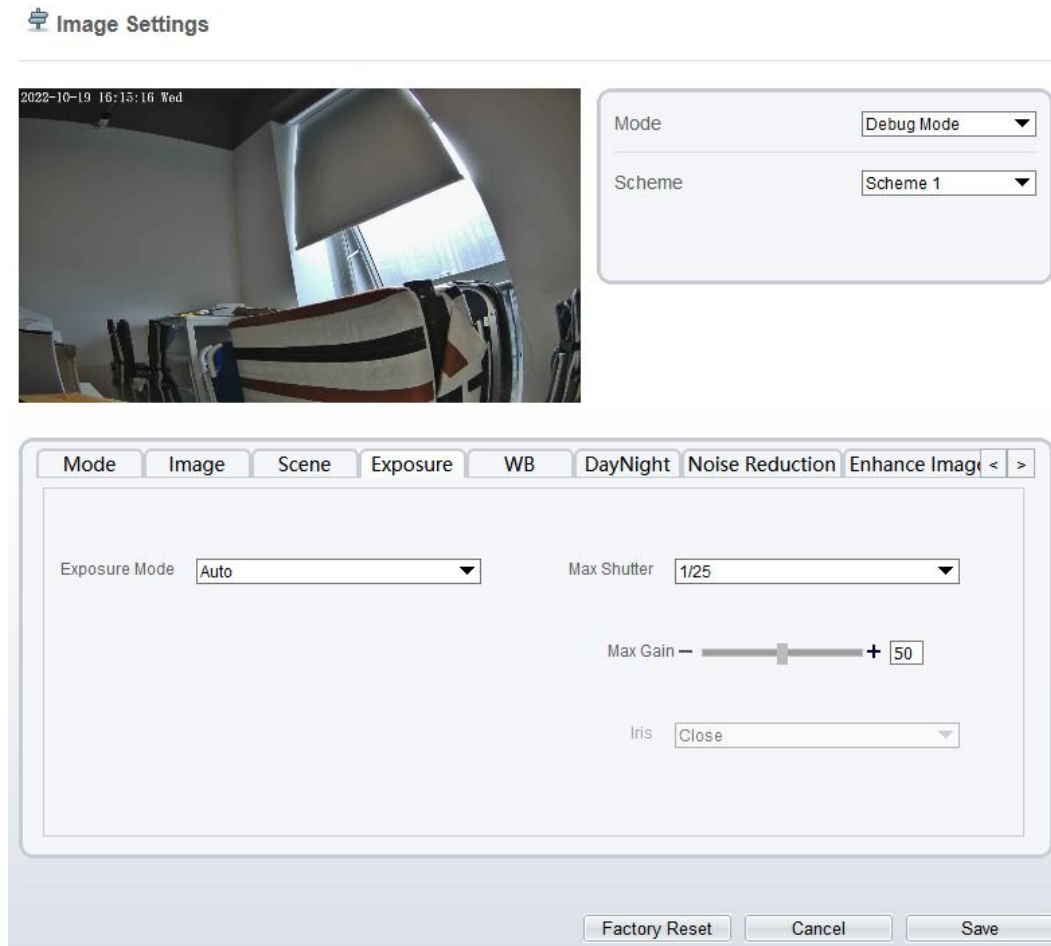 Image Settings
2022-10-19 16:15:16 Wed
Mode Debug Mode
Scheme Scheme 1
Mode Image Scene Exposure WB DayNight Noise Reduction Enhance Image < >
Exposure Mode Auto Max Shutter 1/25
Max Gain − + 50
Iris Close
Factory Reset Cancel Save